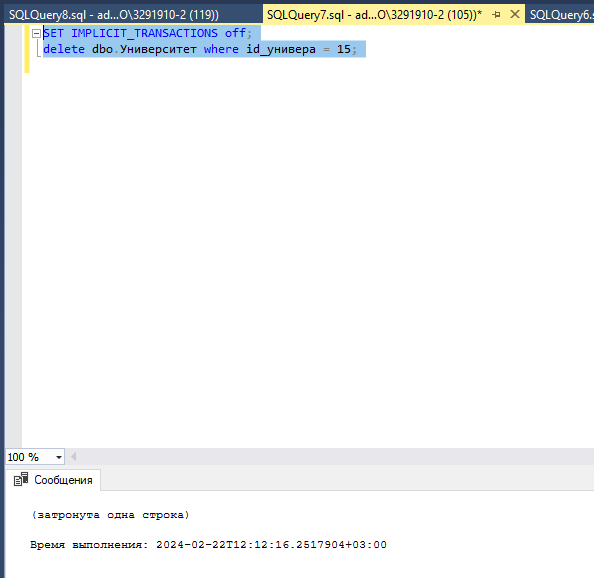 SQLQuery8.sql - ad...O\3291910-2 (119))
SQLQuery7.sql - ad...O\3291910-2 (105))*
SQLQuery6.s
SET IMPLICIT_TRANSACTIONS off;
delete dbo.Университет where id_универа = 15;
100 %
Сообщения
(затронута одна строка)
Время выполнения: 2024-02-22T12:12:16.2517904+03:00